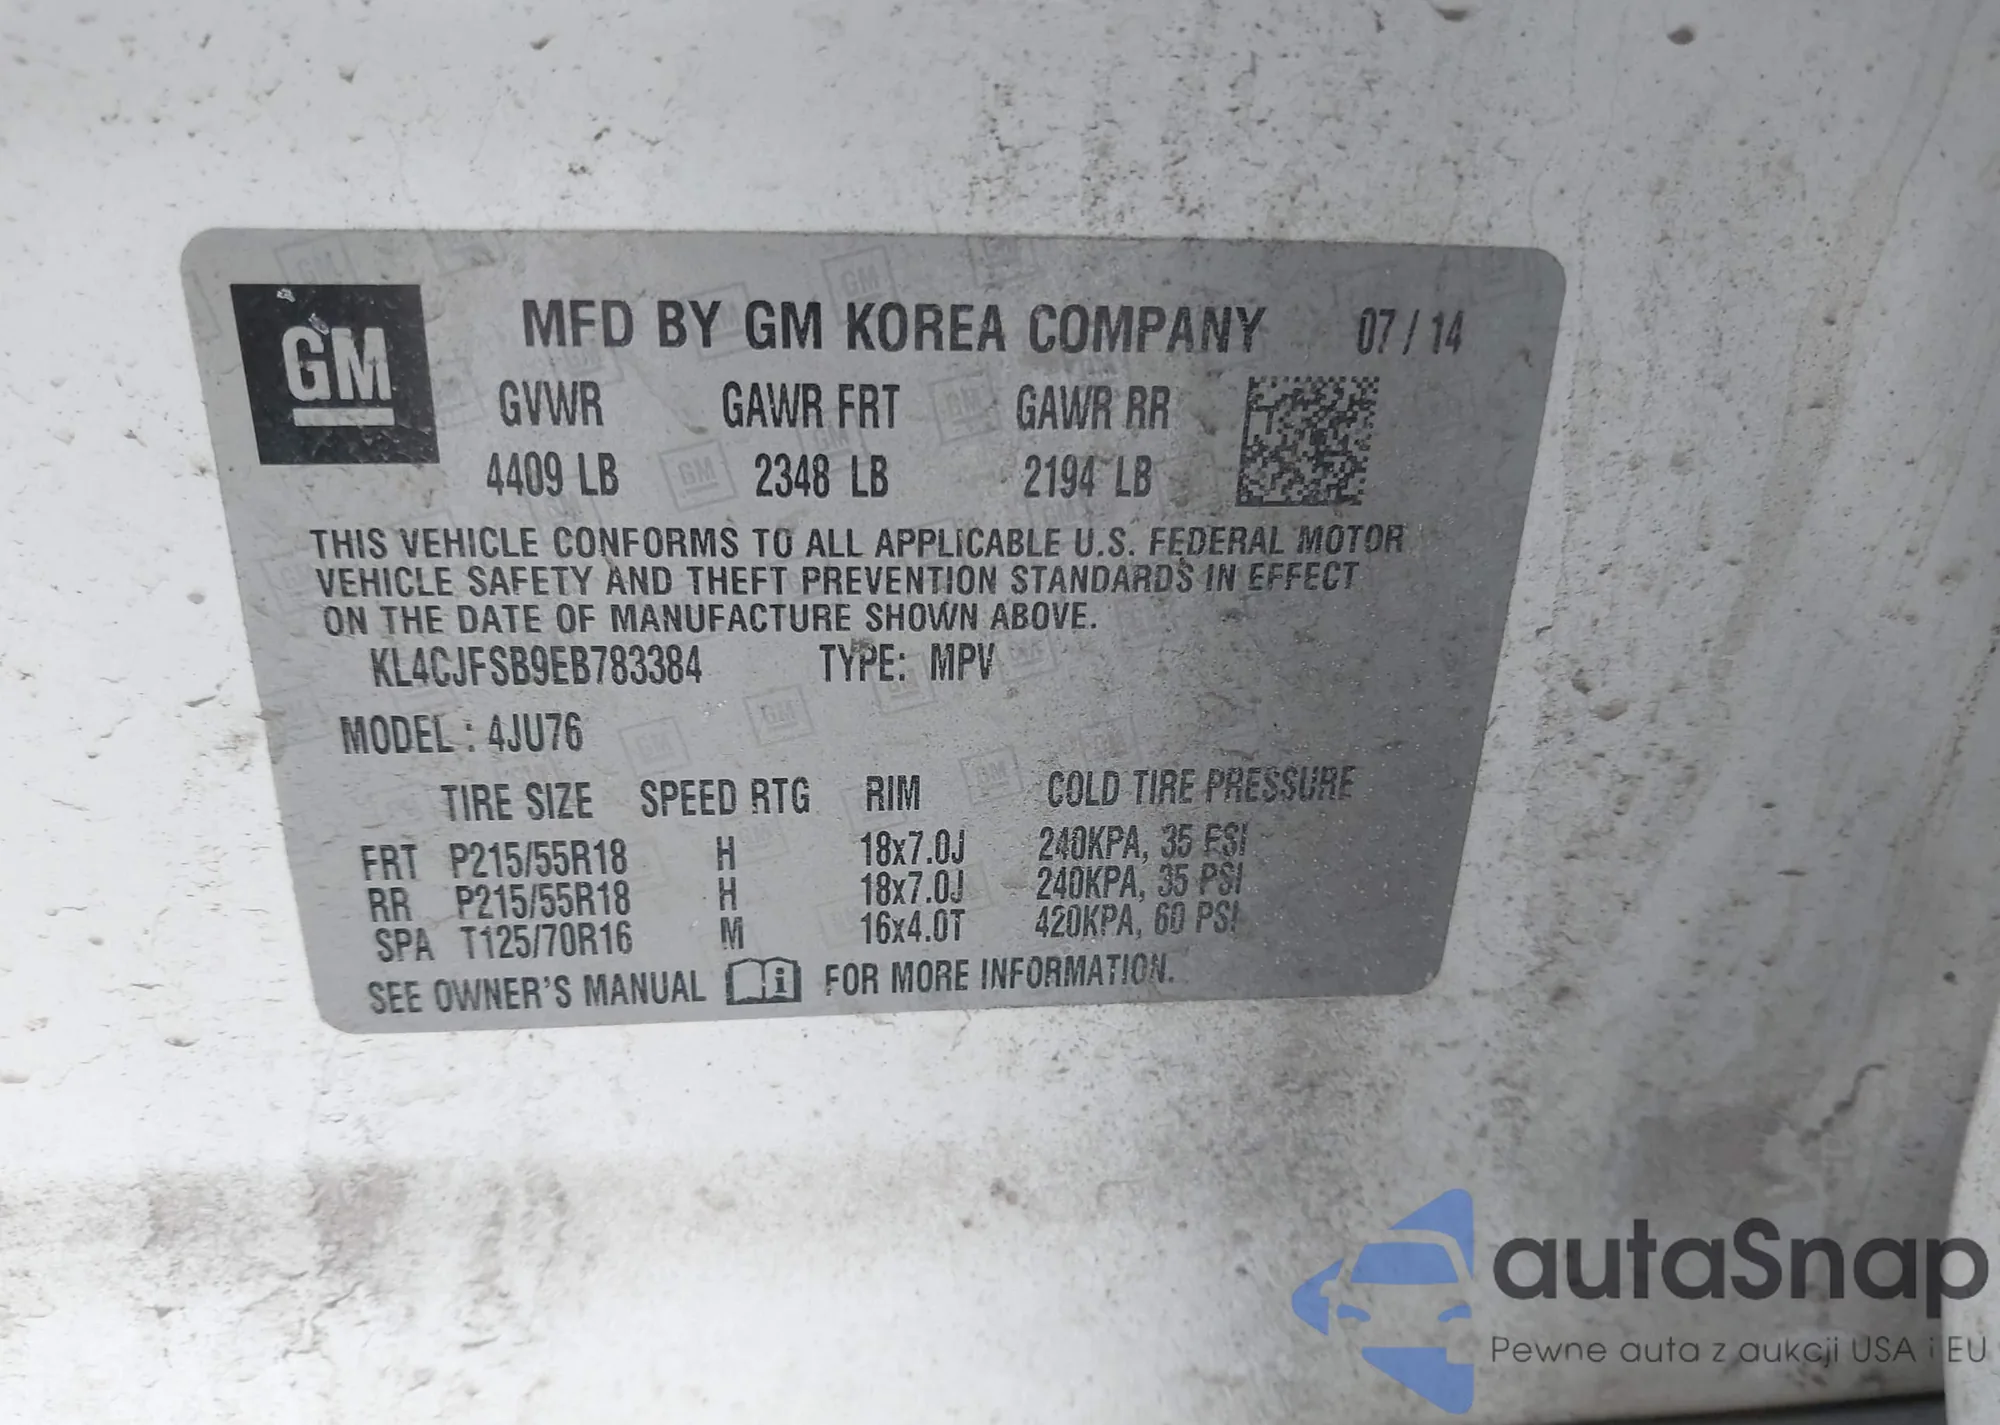 GM
MFD BY GM KOREA COMPANY 07 / 14
GVWR GAWR FRT GAWR RR
4409 LB 2348 LB 2194 LB
THIS VEHICLE CONFORMS TO ALL APPLICABLE U.S. FEDERAL MOTOR
VEHICLE SAFETY AND THEFT PREVENTION STANDARDS IN EFFECT
ON THE DATE OF MANUFACTURE SHOWN ABOVE.
KL4CJFSB9EB783384 TYPE: MPV
MODEL : 4JU76
TIRE SIZE SPEED RTG RIM COLD TIRE PRESSURE
FRT P215/55R18 H 18x7.0J 240KPA, 35 PSI
RR P215/55R18 H 18x7.0J 240KPA, 35 PSI
SPA T125/70R16 M 16x4.0T 420KPA, 60 PSI
SEE OWNER'S MANUAL FOR MORE INFORMATION.
autaSnap
Pewne auta z aukcji USA i EU